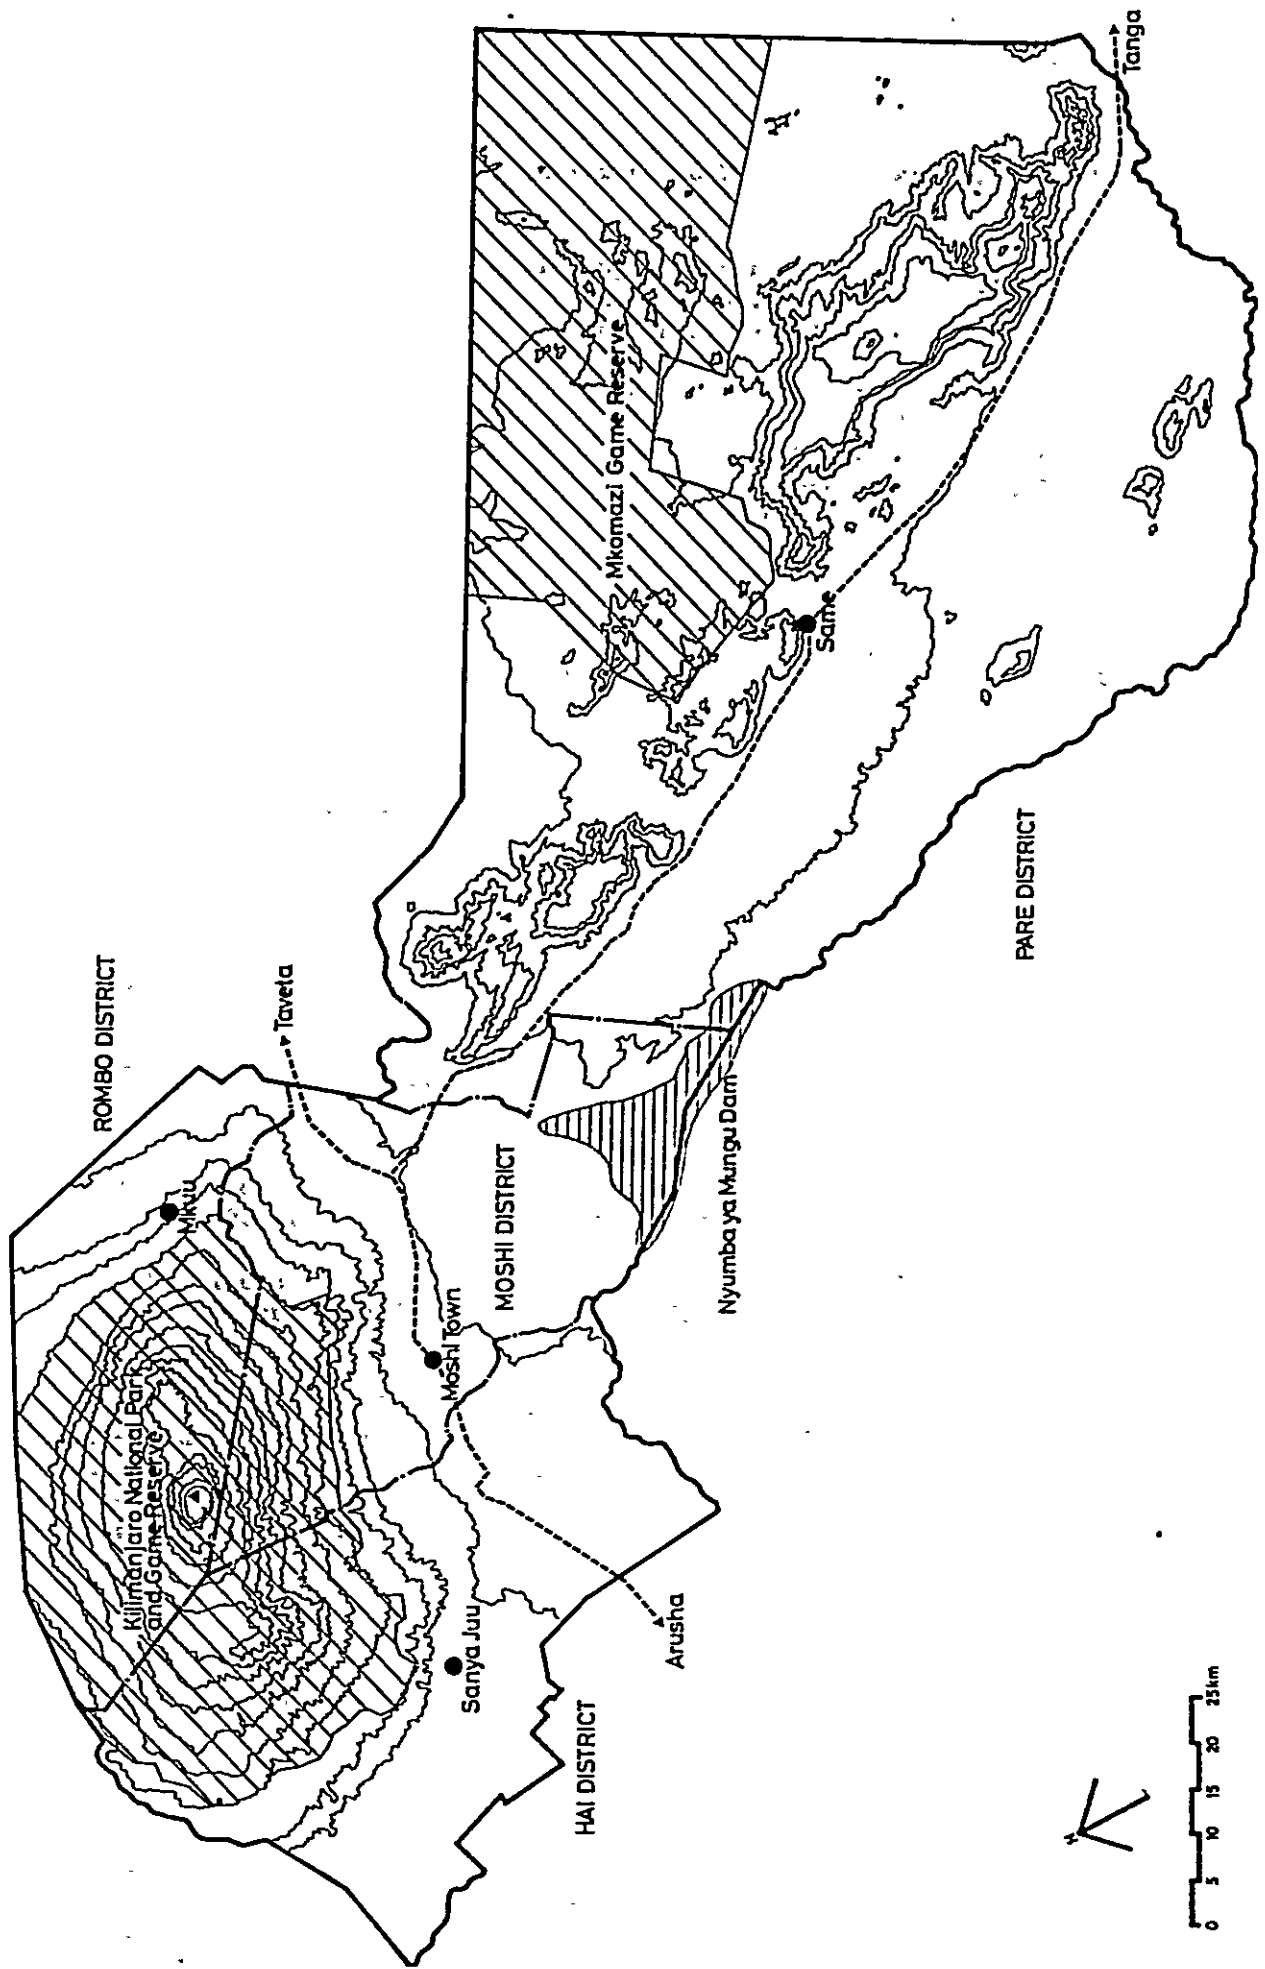 ROMBO DISTRICT
Kilimanjaro National Park
and Game Reserve
Mkuu
Taveta
Moshi Town
Sanya Juu
MOSHI DISTRICT
HAI DISTRICT
Mkomazi Game Reserve
Arusha
Nyumba ya Mungu Dam
Same
PARE DISTRICT
N
Tanga
0 5 10 15 20 25km